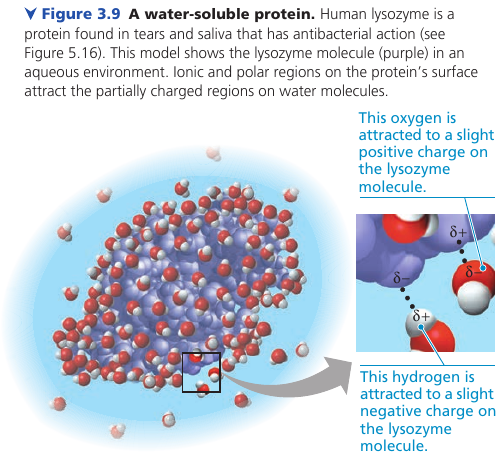 ▼ Figure 3.9 A water-soluble protein. Human lysozyme is a
protein found in tears and saliva that has antibacterial action (see
Figure 5.16). This model shows the lysozyme molecule (purple) in an
aqueous environment. Ionic and polar regions on the protein's surface
attract the partially charged regions on water molecules.
This oxygen is
attracted to a slight
positive charge on
the lysozyme
molecule.
δ+
δ−
δ−
δ+
This hydrogen is
attracted to a slight
negative charge on
the lysozyme
molecule.